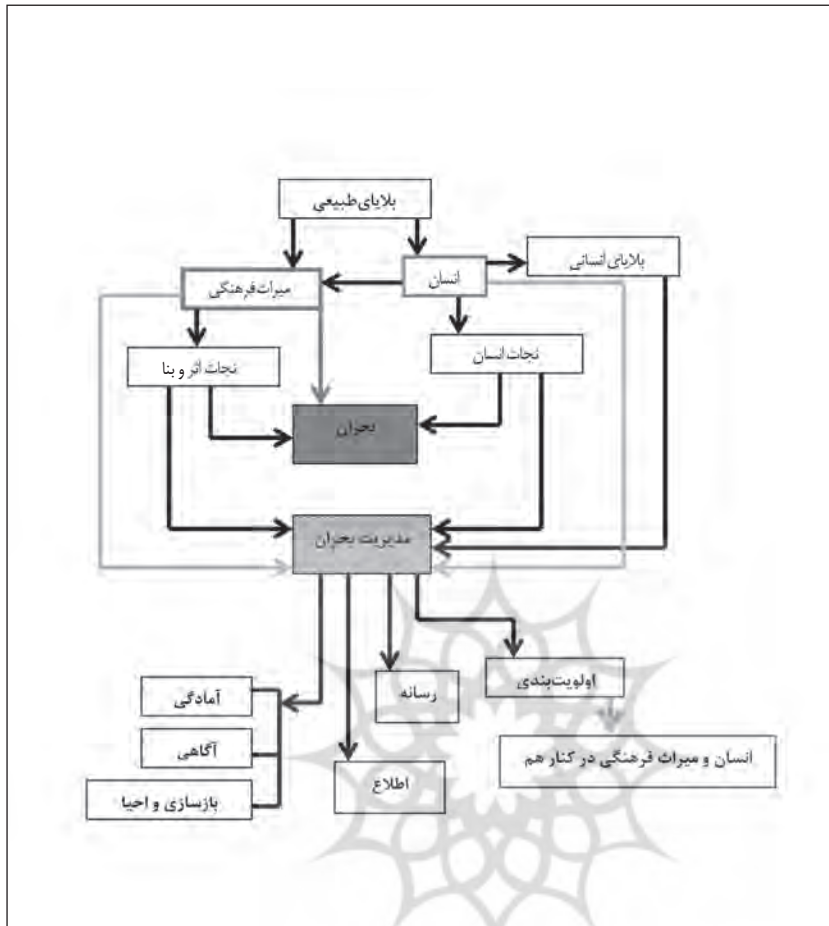 بلایای طبیعی
بلایای انسانی
انسان
میراث فرهنگی
نجات انسان
نجات اثر و بنا
بحران
مدیریت بحران
اولویت‌بندی
رسانه
آمادگی
انسان و میراث فرهنگی در کنار هم
آگاهی
اطلاع
بازسازی و احیا